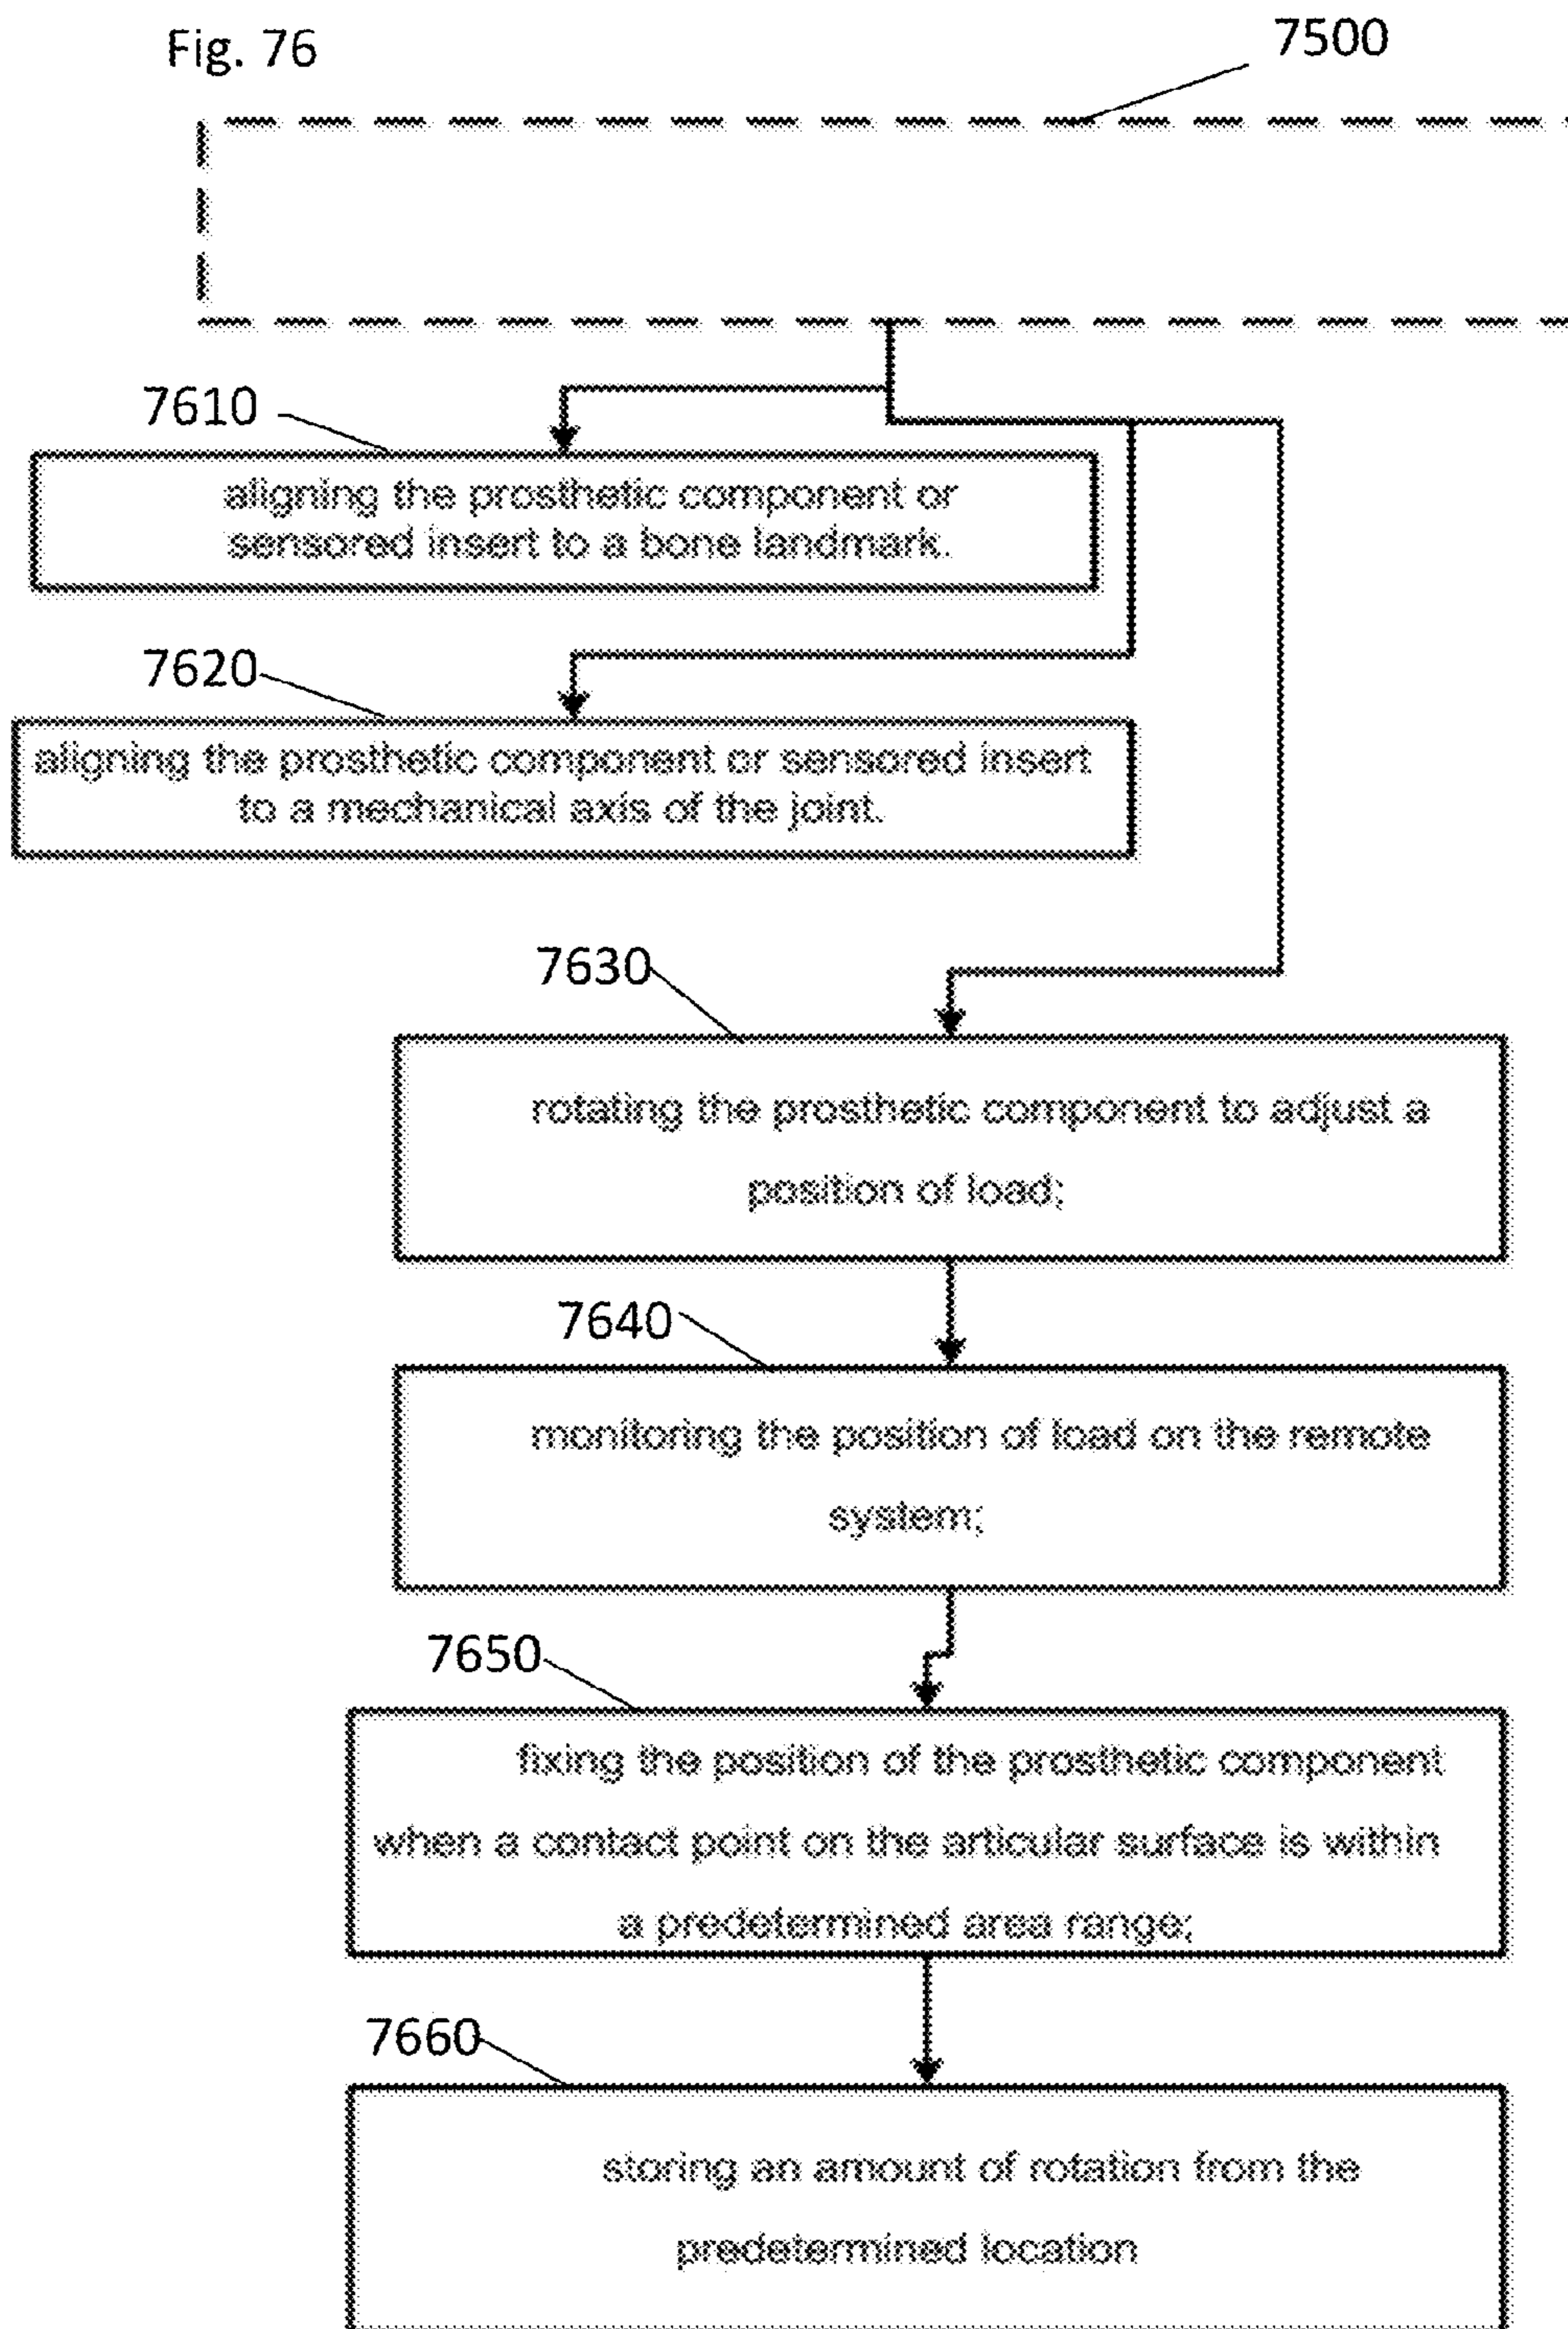 Fig. 76
7500
7610
aligning the prosthetic component or
sensored insert to a bone landmark.
7620
aligning the prosthetic component or sensored insert
to a mechanical axis of the joint.
7630
rotating the prosthetic component to adjust a
position of load;
7640
monitoring the position of load on the remote
system;
7650
fixing the position of the prosthetic component
when a contact point on the articular surface is within
a predetermined area range;
7660
storing an amount of rotation from the
predetermined location